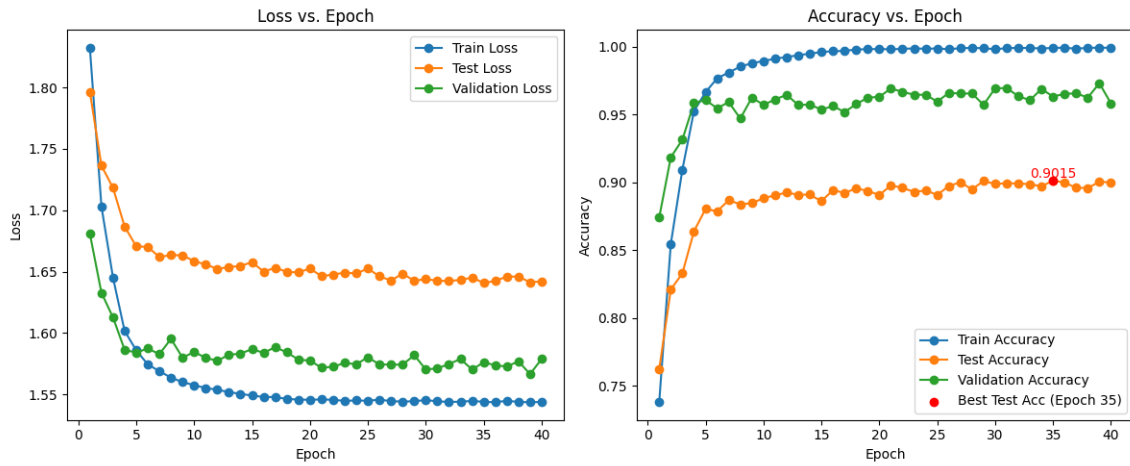 Loss vs. Epoch
Train Loss
Test Loss
Validation Loss
1.80
1.75
1.70
1.65
1.60
1.55
Loss
0 5 10 15 20 25 30 35 40
Epoch
Accuracy vs. Epoch
1.00
0.95
0.90
0.85
0.80
0.75
Accuracy
0.9015
Train Accuracy
Test Accuracy
Validation Accuracy
Best Test Acc (Epoch 35)
0 5 10 15 20 25 30 35 40
Epoch